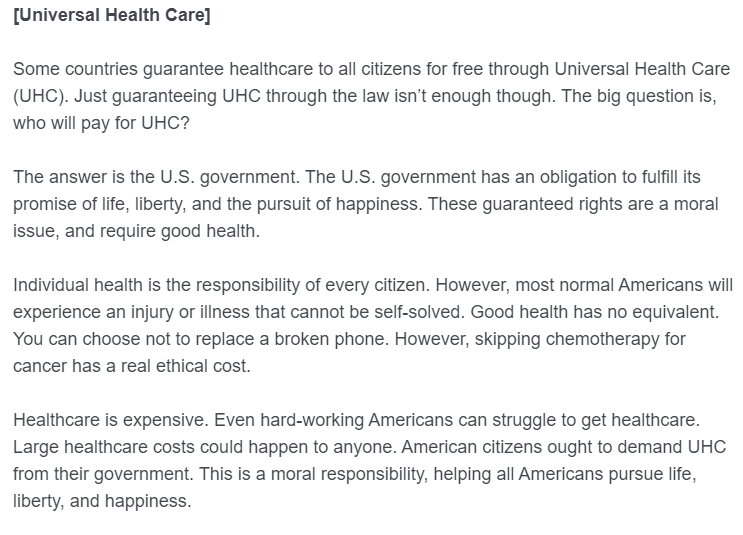 [Universal Health Care]
Some countries guarantee healthcare to all citizens for free through Universal Health Care
(UHC). Just guaranteeing UHC through the law isn’t enough though. The big question is,
who will pay for UHC?
The answer is the U.S. government. The U.S. government has an obligation to fulfill its
promise of life, liberty, and the pursuit of happiness. These guaranteed rights are a moral
issue, and require good health.
Individual health is the responsibility of every citizen. However, most normal Americans will
experience an injury or illness that cannot be self-solved. Good health has no equivalent.
You can choose not to replace a broken phone. However, skipping chemotherapy for
cancer has a real ethical cost.
Healthcare is expensive. Even hard-working Americans can struggle to get healthcare.
Large healthcare costs could happen to anyone. American citizens ought to demand UHC
from their government. This is a moral responsibility, helping all Americans pursue life,
liberty, and happiness.